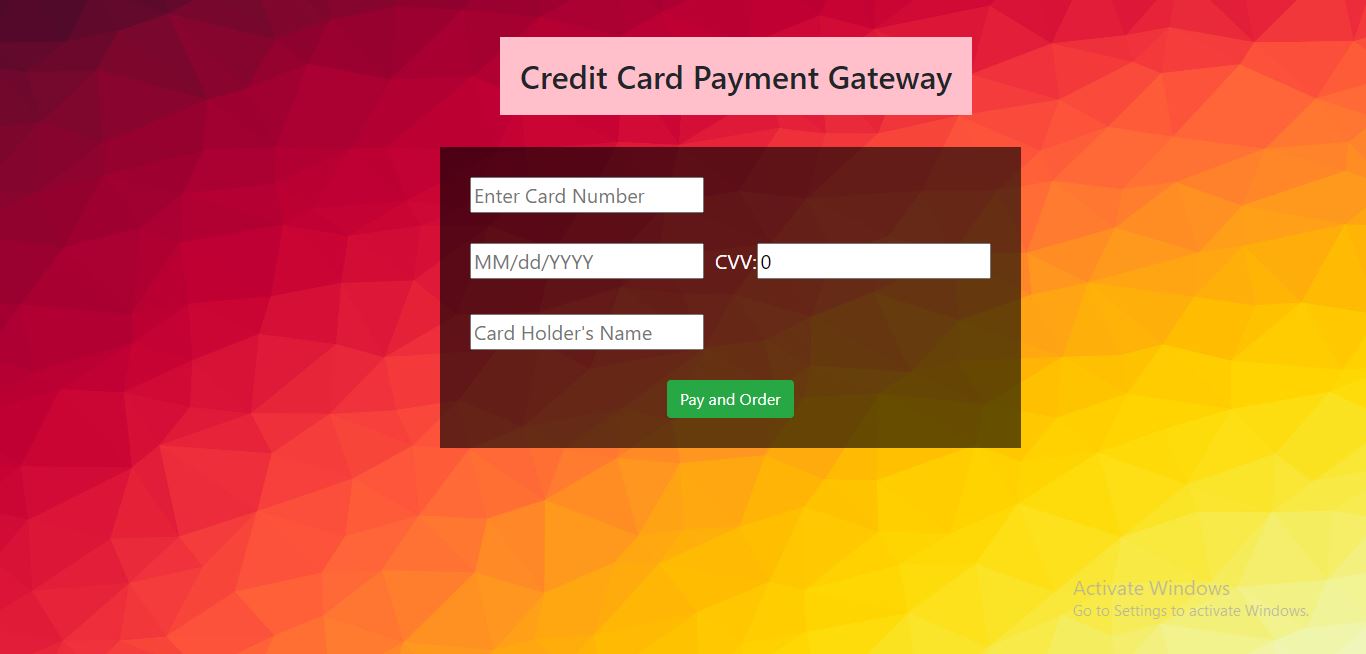 Credit Card Payment Gateway
Enter Card Number
MM/dd/YYYY CVV: 0
Card Holder's Name
Pay and Order
Activate Windows
Go to Settings to activate Windows.